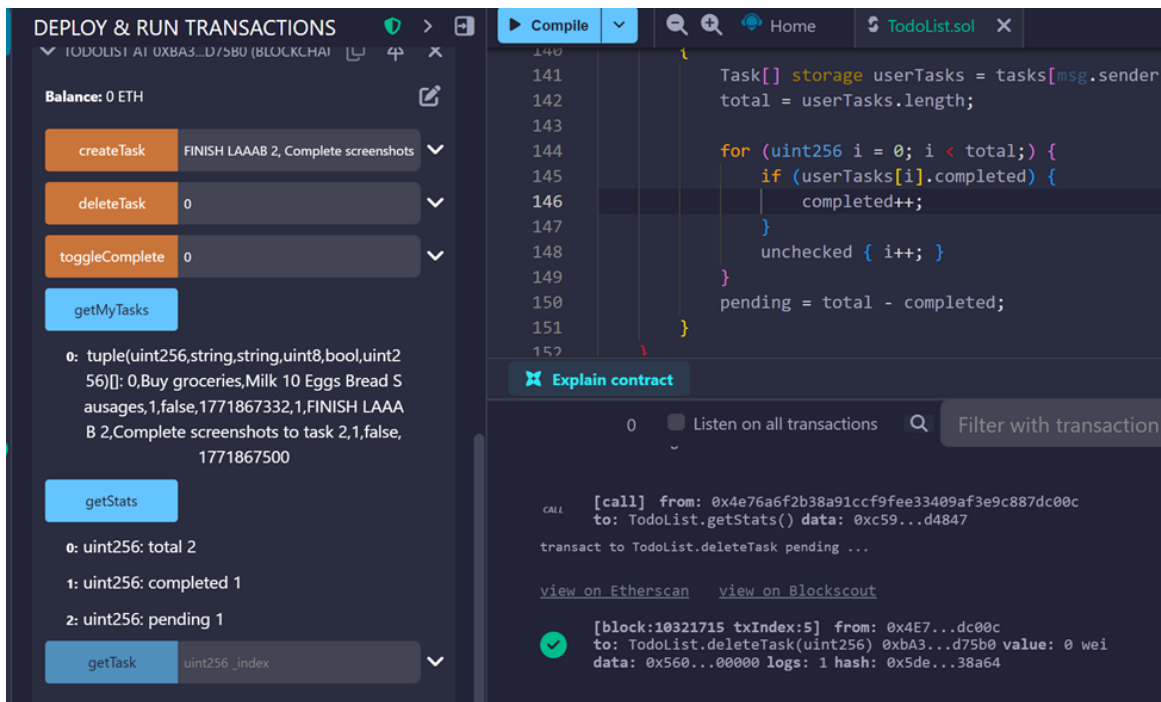 DEPLOY & RUN TRANSACTIONS
TODOLIST AT 0XBA3...D75B0 (BLOCKCHAI
Balance: 0 ETH
createTask FINISH LAAAB 2, Complete screenshots
deleteTask 0
toggleComplete 0
getMyTasks
0: tuple(uint256,string,string,uint8,bool,uint2
56)[]: 0,Buy groceries,Milk 10 Eggs Bread S
ausages,1,false,1771867332,1,FINISH LAAA
B 2,Complete screenshots to task 2,1,false,
1771867500
getStats
0: uint256: total 2
1: uint256: completed 1
2: uint256: pending 1
getTask uint256 _index
Compile
Home
TodoList.sol
140 {
141 Task[] storage userTasks = tasks[msg.sender
142 total = userTasks.length;
143
144 for (uint256 i = 0; i < total;) {
145 if (userTasks[i].completed) {
146 completed++;
147 }
148 unchecked { i++; }
149 }
150 pending = total - completed;
151 }
152 }
Explain contract
0 Listen on all transactions Filter with transaction
CALL [call] from: 0x4e76a6f2b38a91ccf9fee33409af3e9c887dc00c
to: TodoList.getStats() data: 0xc59...d4847
transact to TodoList.deleteTask pending ...
view on Etherscan view on Blockscout
[block:10321715 txIndex:5] from: 0x4E7...dc00c
to: TodoList.deleteTask(uint256) 0xbA3...d75b0 value: 0 wei
data: 0x560...00000 logs: 1 hash: 0x5de...38a64